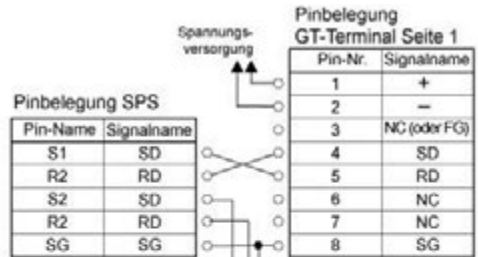 Spannungs-
versorgung
Pinbelegung
GT-Terminal Seite 1
Pin-Nr. Signalname
1 +
2 −
3 NC (oder FG)
4 SD
5 RD
6 NC
7 NC
8 SG
Pinbelegung SPS
Pin-Name Signalname
S1 SD
R2 RD
S2 SD
R2 RD
SG SG